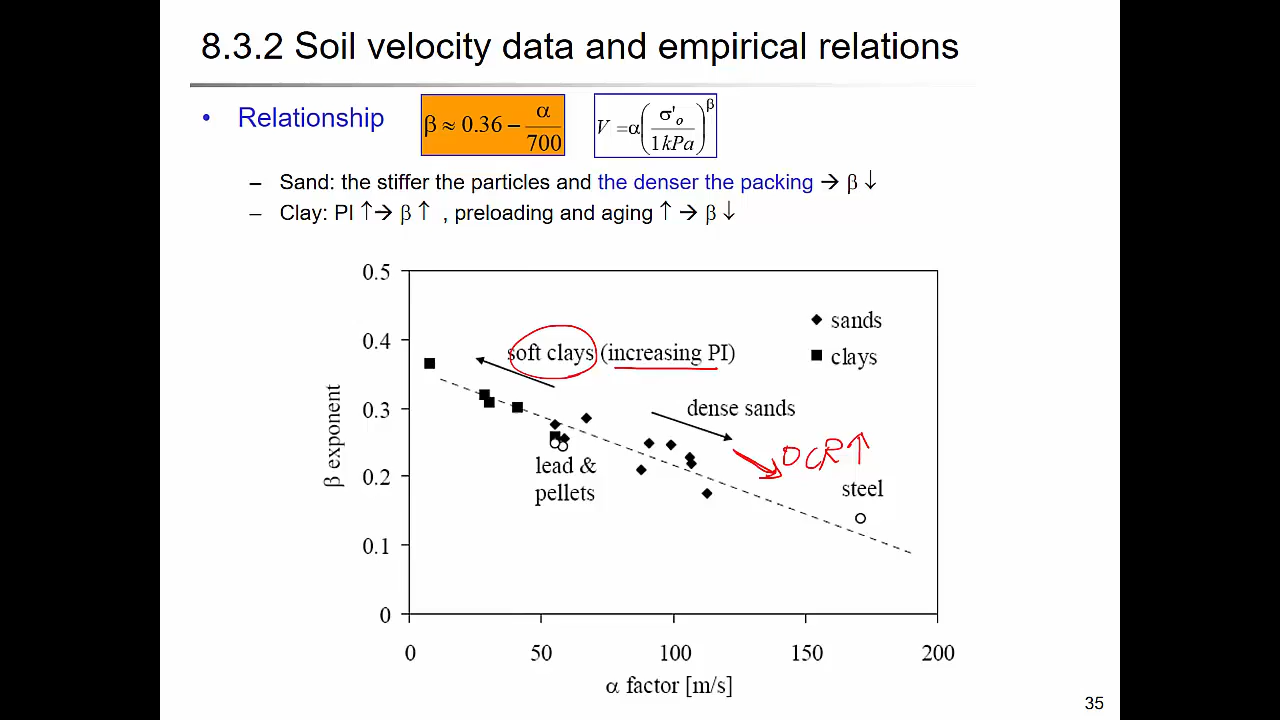 8.3.2 Soil velocity data and empirical relations
• Relationship β ≈ 0.36 − α/700 V = α(σ'o/1kPa)^β
– Sand: the stiffer the particles and the denser the packing → β ↓
– Clay: PI ↑→ β ↑ , preloading and aging ↑ → β ↓
0.5
sands
0.4
soft clays (increasing PI)
clays
β exponent
0.3
dense sands
OCR ↑
0.2
lead &
pellets
steel
0.1
0
0 50 100 150 200
α factor [m/s]
35